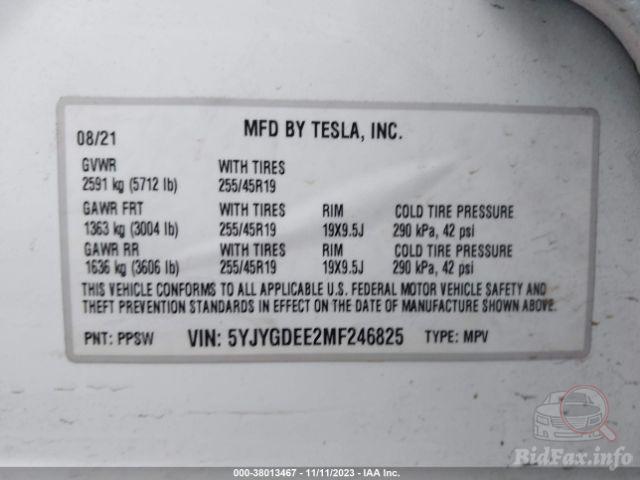 08/21 MFD BY TESLA, INC.
GVWR WITH TIRES
2591 kg (5712 lb) 255/45R19
GAWR FRT WITH TIRES RIM COLD TIRE PRESSURE
1363 kg (3004 lb) 255/45R19 19X9.5J 290 kPa, 42 psi
GAWR RR WITH TIRES RIM COLD TIRE PRESSURE
1636 kg (3606 lb) 255/45R19 19X9.5J 290 kPa, 42 psi
THIS VEHICLE CONFORMS TO ALL APPLICABLE U.S. FEDERAL MOTOR VEHICLE SAFETY AND
THEFT PREVENTION STANDARDS IN EFFECT ON THE DATE OF MANUFACTURE SHOWN ABOVE.
PNT: PPSW VIN: 5YJYGDEE2MF246825 TYPE: MPV
BidFax.info
000-38013467 - 11/11/2023 - IAA Inc.